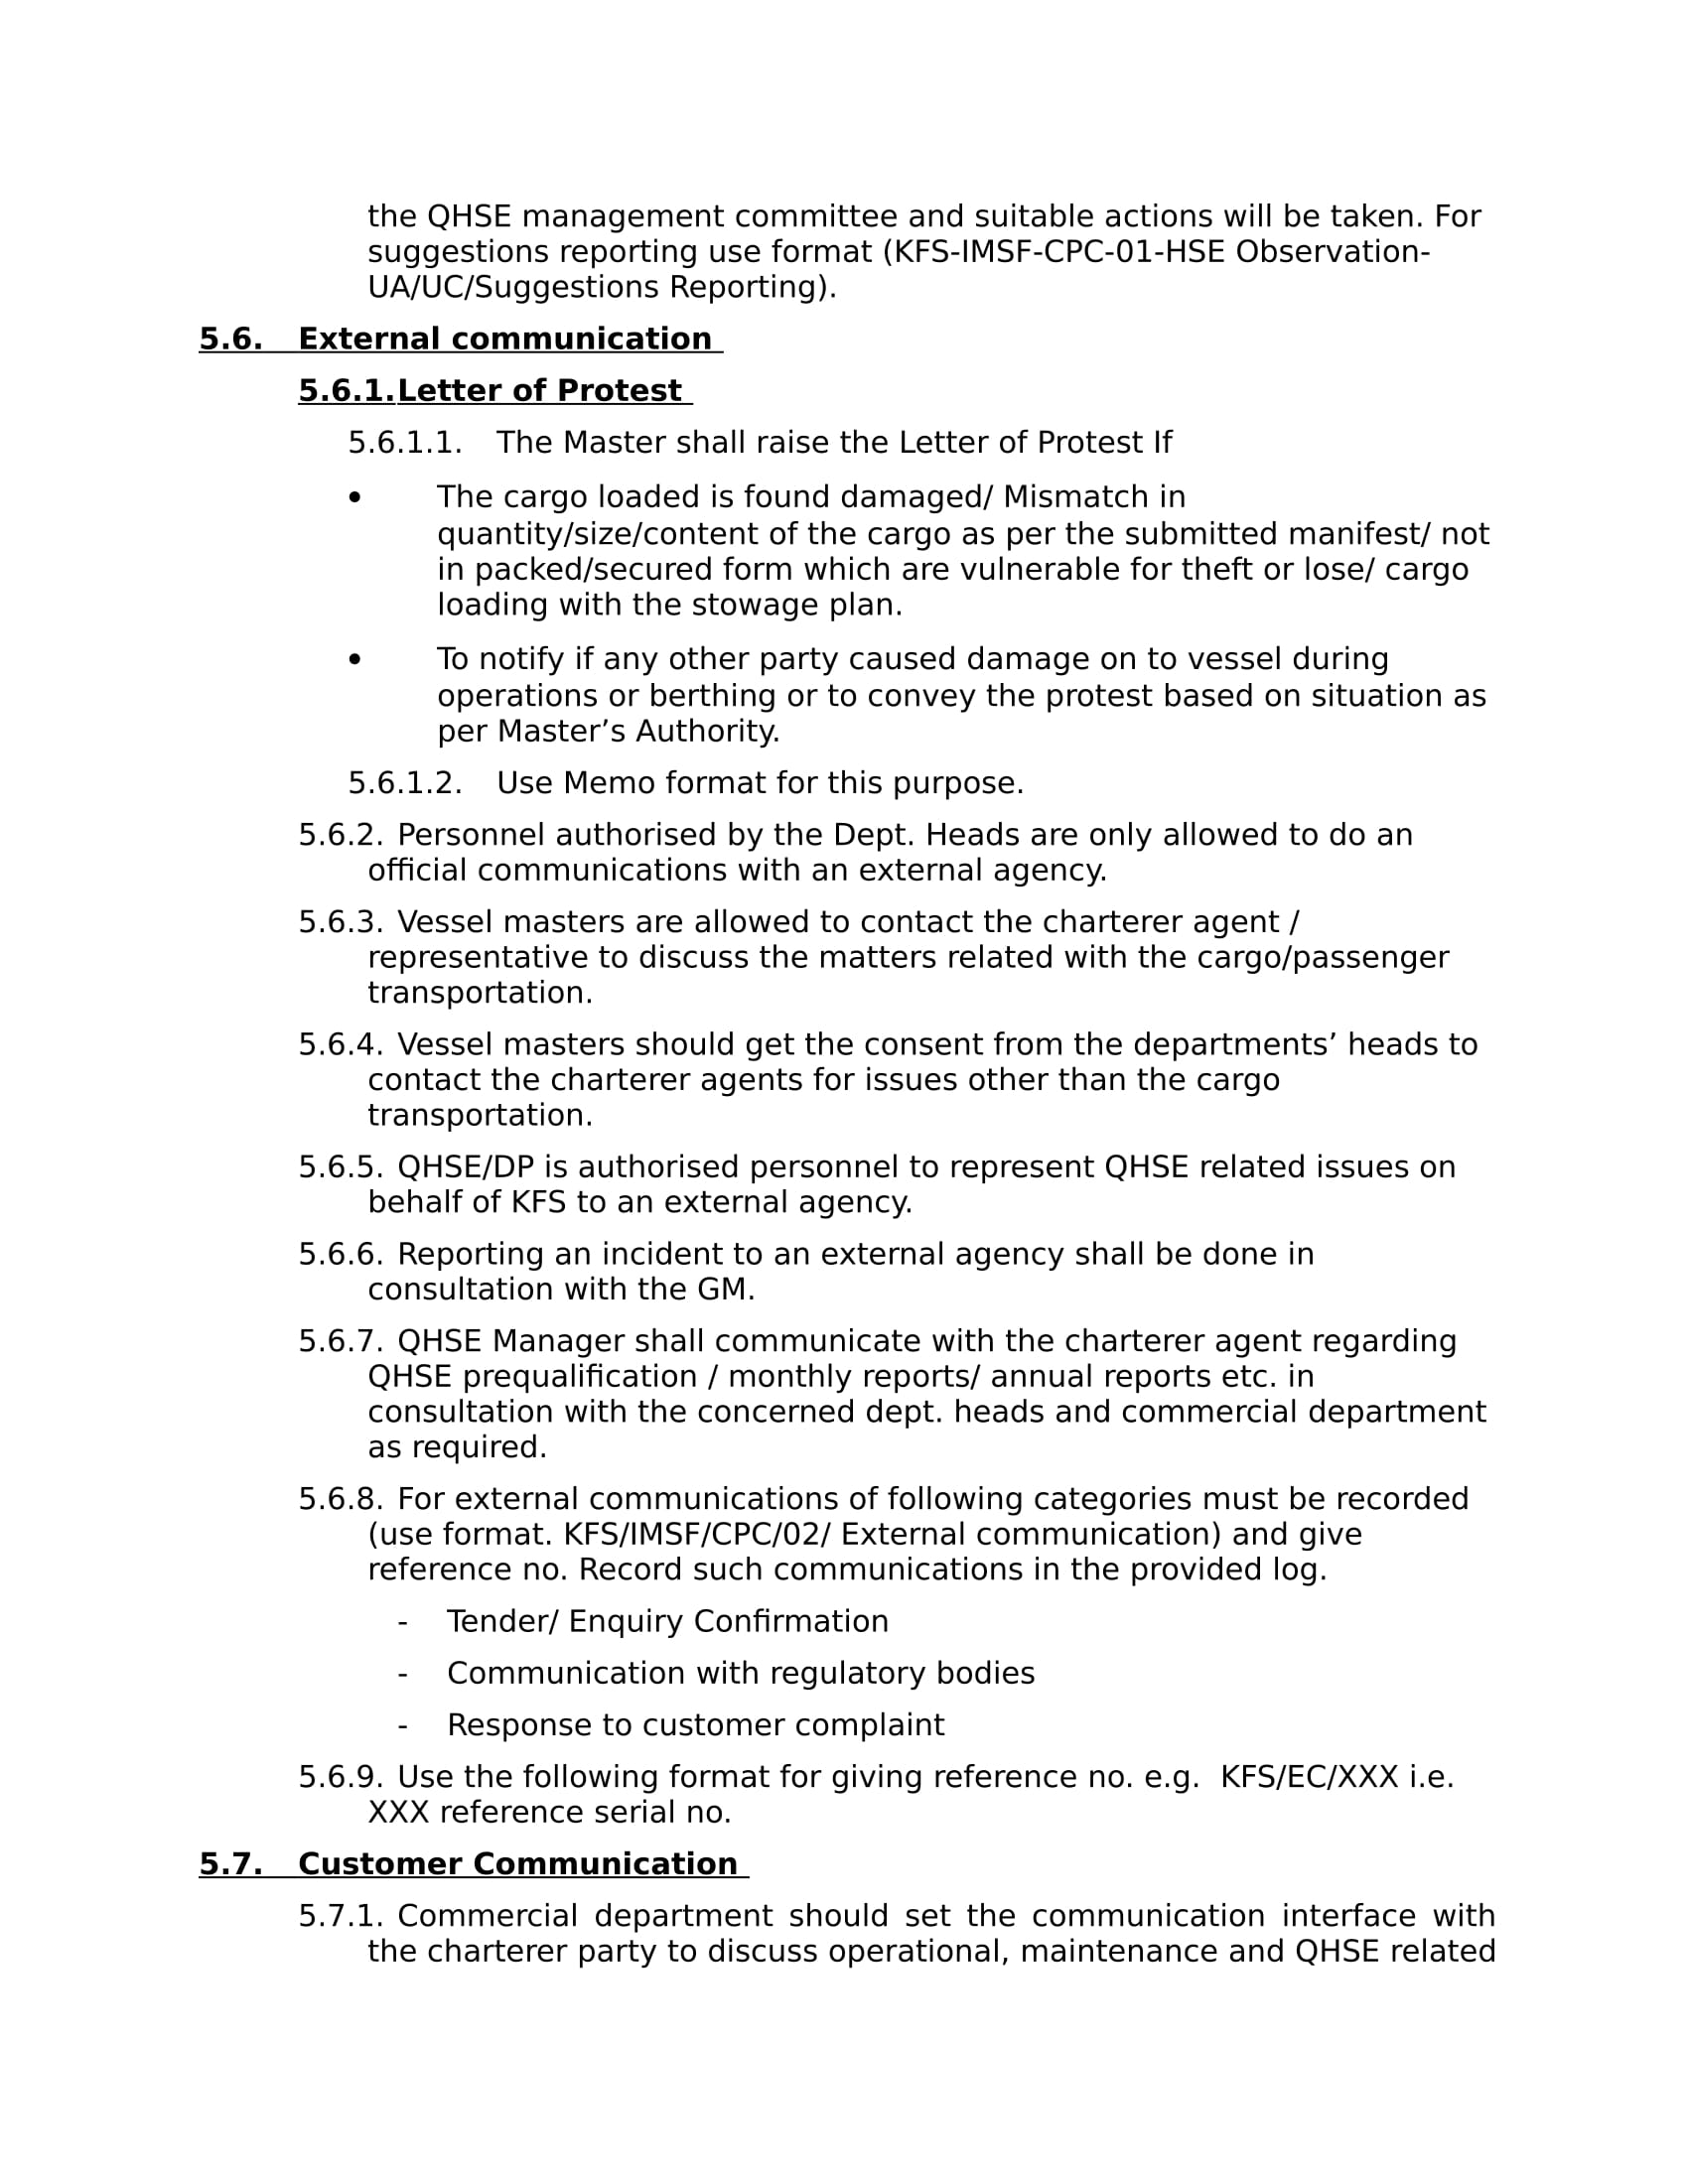 the QHSE management committee and suitable actions will be taken. For
suggestions reporting use format (KFS-IMSF-CPC-01-HSE Observation-
UA/UC/Suggestions Reporting).
5.6. External communication
5.6.1. Letter of Protest
5.6.1.1. The Master shall raise the Letter of Protest If
• The cargo loaded is found damaged/ Mismatch in
quantity/size/content of the cargo as per the submitted manifest/ not
in packed/secured form which are vulnerable for theft or lose/ cargo
loading with the stowage plan.
• To notify if any other party caused damage on to vessel during
operations or berthing or to convey the protest based on situation as
per Master’s Authority.
5.6.1.2. Use Memo format for this purpose.
5.6.2. Personnel authorised by the Dept. Heads are only allowed to do an
official communications with an external agency.
5.6.3. Vessel masters are allowed to contact the charterer agent /
representative to discuss the matters related with the cargo/passenger
transportation.
5.6.4. Vessel masters should get the consent from the departments’ heads to
contact the charterer agents for issues other than the cargo
transportation.
5.6.5. QHSE/DP is authorised personnel to represent QHSE related issues on
behalf of KFS to an external agency.
5.6.6. Reporting an incident to an external agency shall be done in
consultation with the GM.
5.6.7. QHSE Manager shall communicate with the charterer agent regarding
QHSE prequalification / monthly reports/ annual reports etc. in
consultation with the concerned dept. heads and commercial department
as required.
5.6.8. For external communications of following categories must be recorded
(use format. KFS/IMSF/CPC/02/ External communication) and give
reference no. Record such communications in the provided log.
- Tender/ Enquiry Confirmation
- Communication with regulatory bodies
- Response to customer complaint
5.6.9. Use the following format for giving reference no. e.g.  KFS/EC/XXX i.e.
XXX reference serial no.
5.7. Customer Communication
5.7.1. Commercial department should set the communication interface with
the charterer party to discuss operational, maintenance and QHSE related